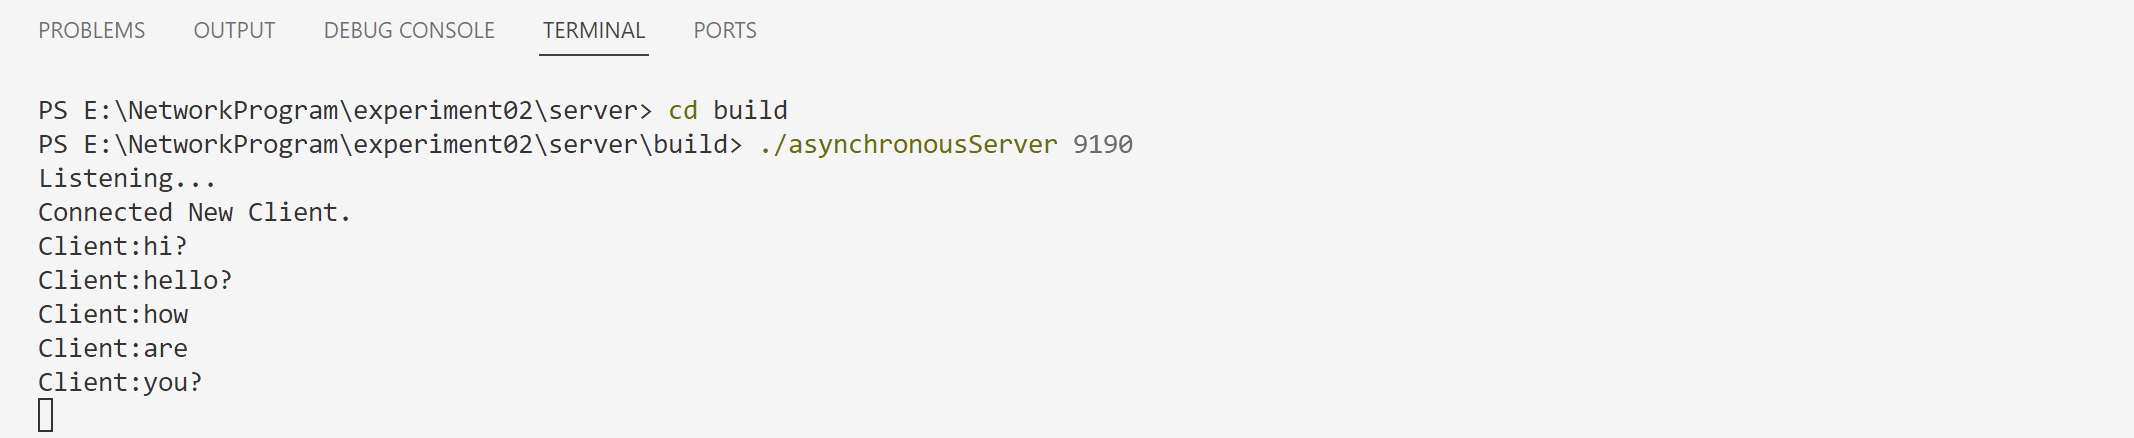 PROBLEMS OUTPUT DEBUG CONSOLE TERMINAL PORTS
PS E:\NetworkProgram\experiment02\server> cd build
PS E:\NetworkProgram\experiment02\server\build> ./asynchronousServer 9190
Listening...
Connected New Client.
Client:hi?
Client:hello?
Client:how
Client:are
Client:you?